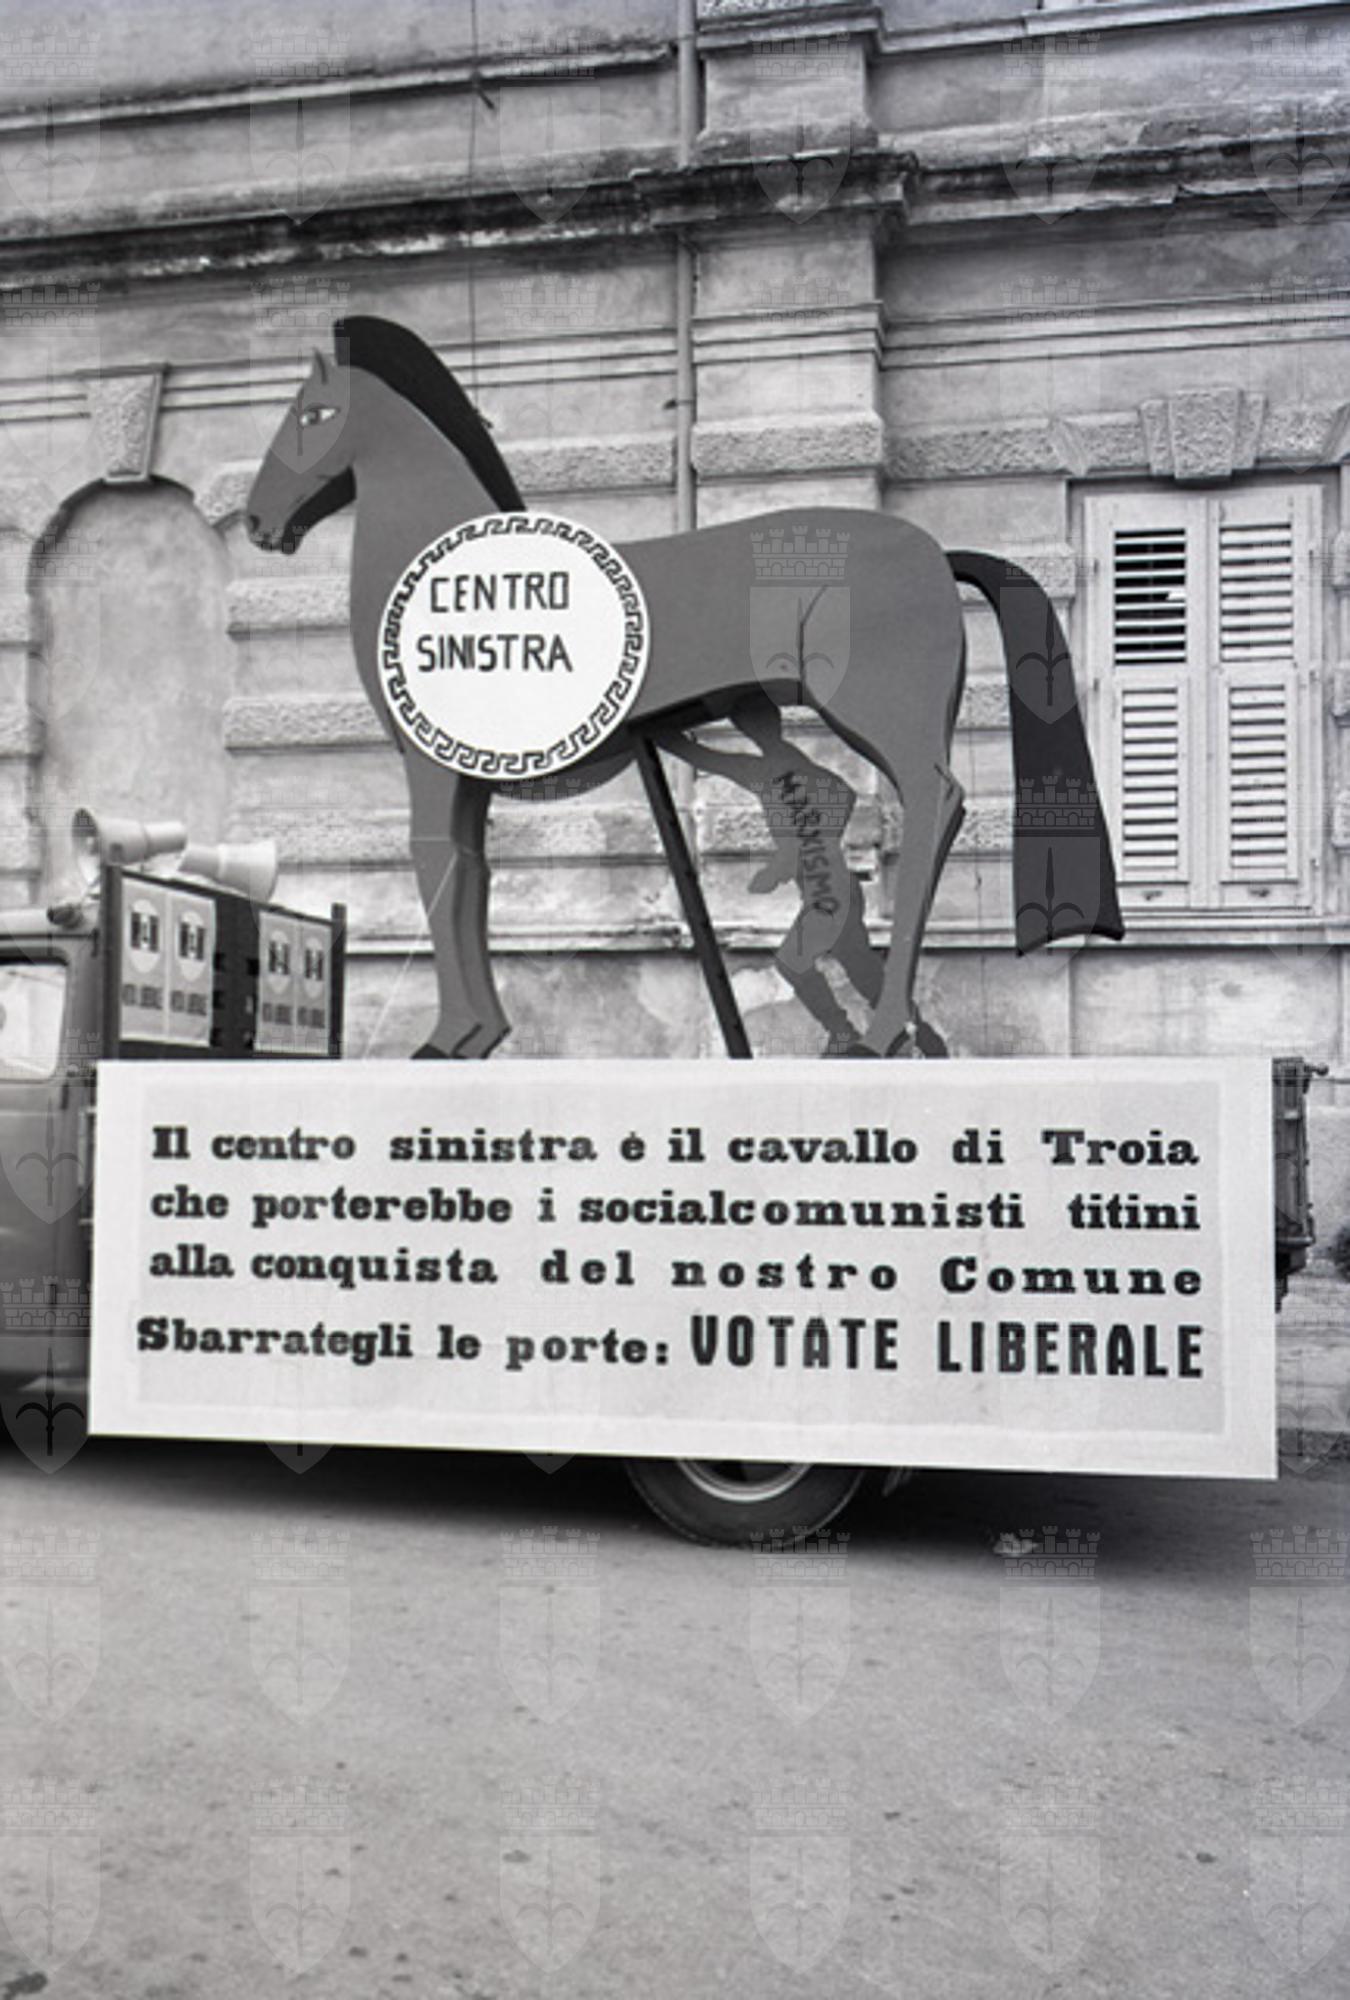 CENTRO
SINISTRA
MARXISMO
Il centro sinistra è il cavallo di Troia
che porterebbe i socialcomunisti titini
alla conquista del nostro Comune
Sbarrategli le porte: VOTATE LIBERALE